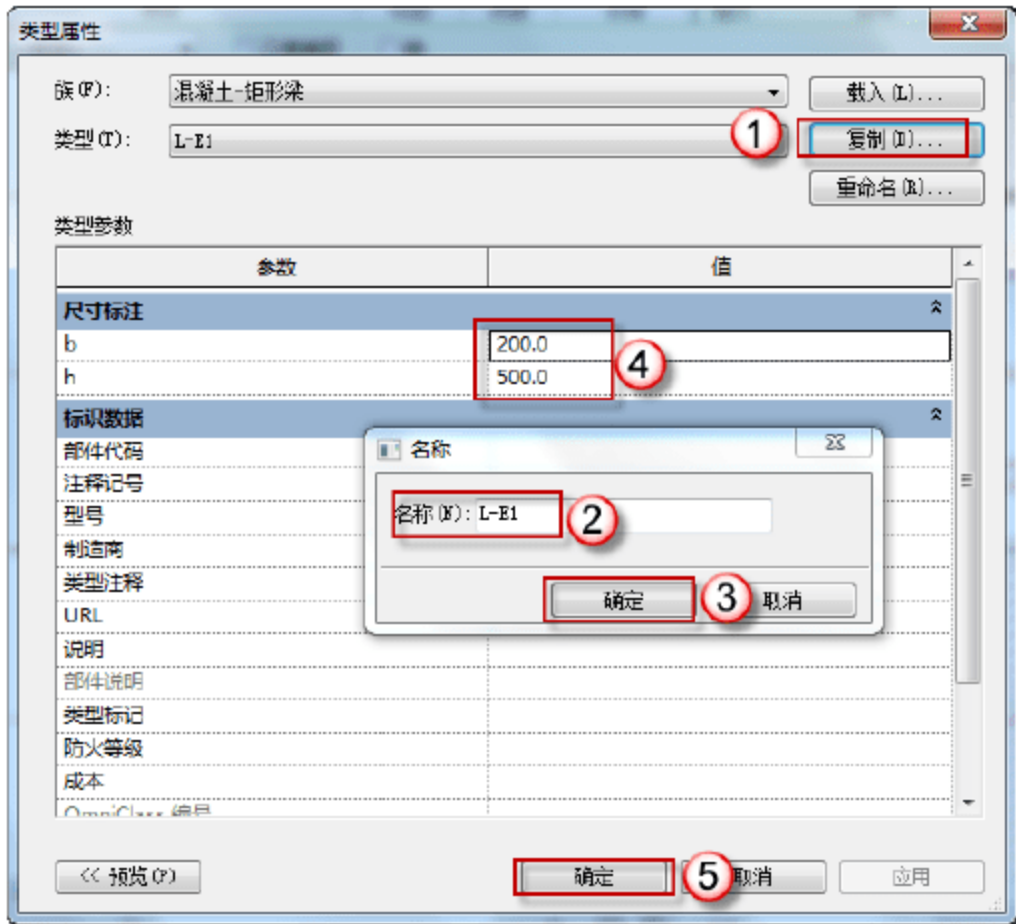 类型属性
族(F): 混凝土-矩形梁 载入(L)...
类型(T): L-E1 ① 复制(D)...
重命名(R)...
类型参数
参数 值
尺寸标注
b 200.0
h 500.0
④
标识数据
部件代码
注释记号
型号
制造商
类型注释
URL
说明
部件说明
类型标记
防火等级
成本
OmniClass 编号
名称
名称(N): L-E1 ②
确定 ③ 取消
<< 预览(P) 确定 ⑤ 取消 应用